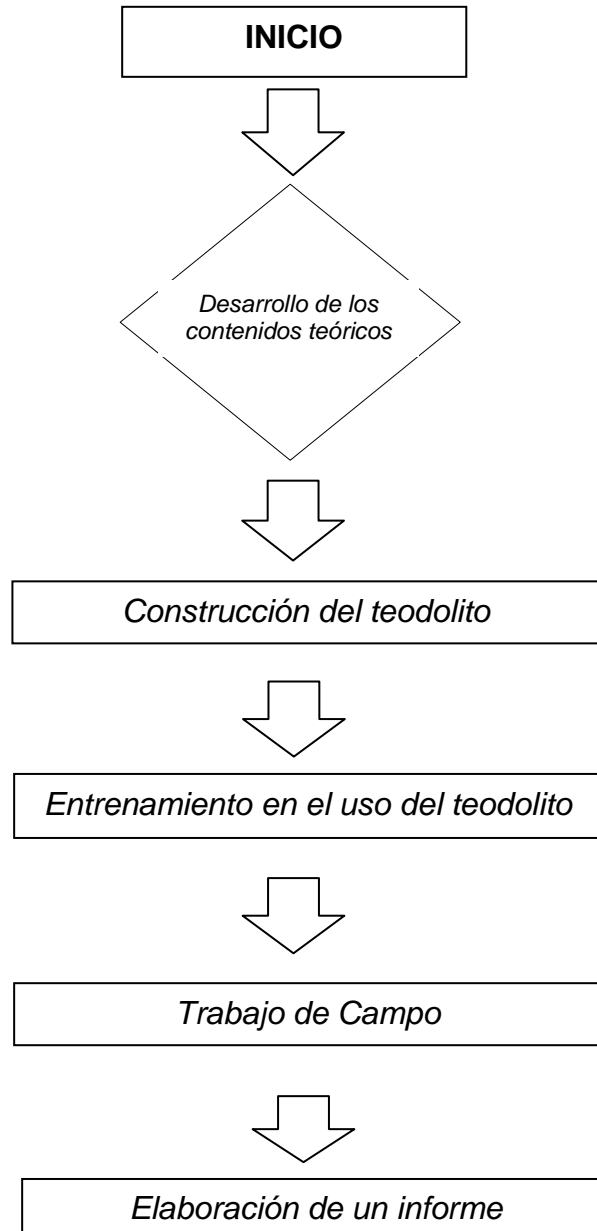 INICIO
Desarrollo de los
contenidos teóricos
Construcción del teodolito
Entrenamiento en el uso del teodolito
Trabajo de Campo
Elaboración de un informe